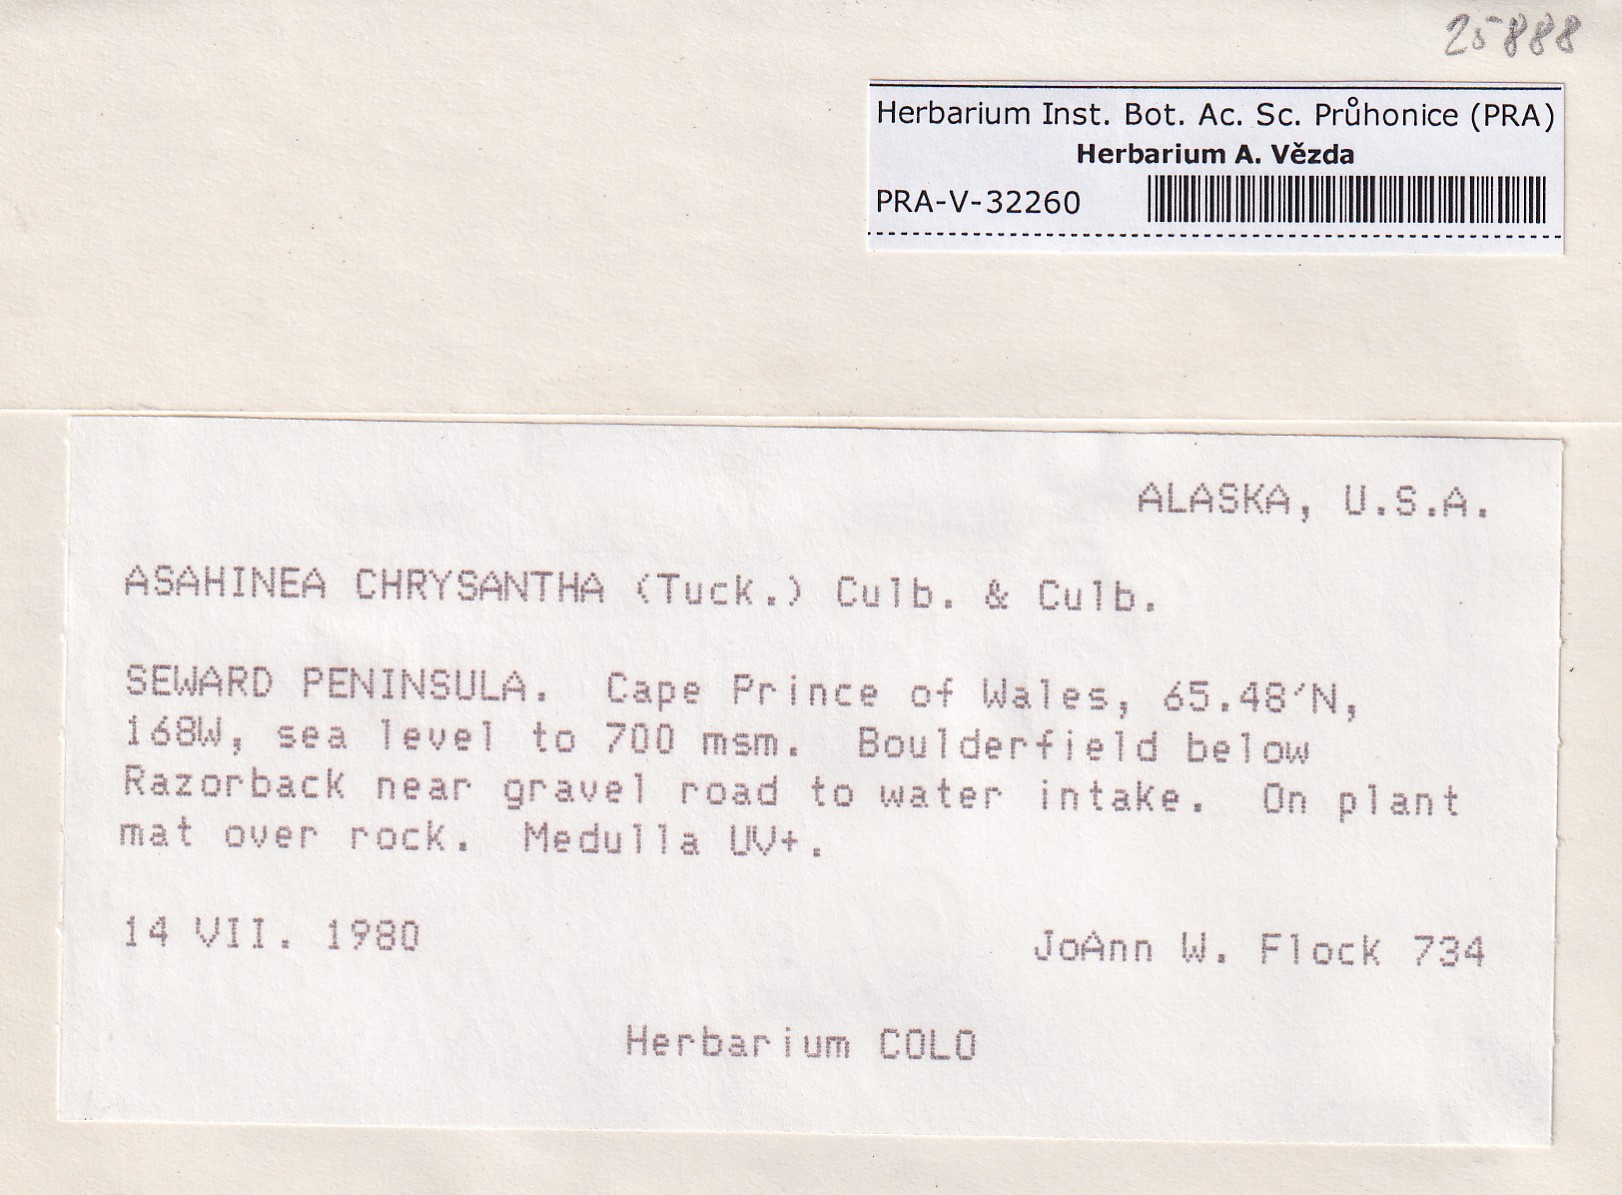 25888
Herbarium Inst. Bot. Ac. Sc. Průhonice (PRA)
Herbarium A. Vězda
PRA-V-32260
ALASKA, U.S.A.
ASAHINEA CHRYSANTHA (Tuck.) Culb. & Culb.
SEWARD PENINSULA. Cape Prince of Wales, 65.48'N,
168W, sea level to 700 msm. Boulderfield below
Razorback near gravel road to water intake. On plant
mat over rock. Medulla UV+.
14 VII. 1980
JoAnn W. Flock 734
Herbarium COLO